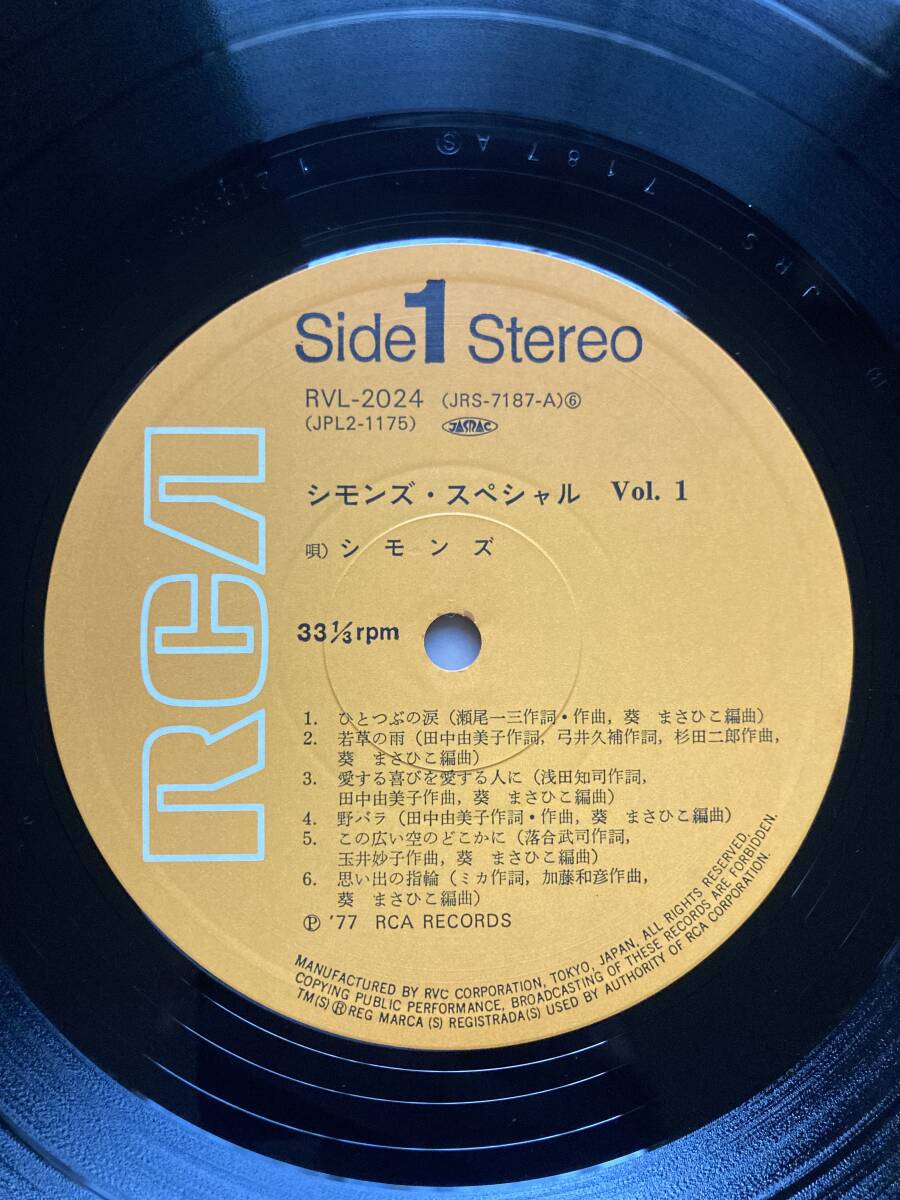 JRS 7187 A Ⓢ 1
Side 1 Stereo
RVL-2024 (JRS-7187-A)⑥
(JPL2-1175) JASRAC
シモンズ・スペシャル Vol. 1
唄) シモンズ
33 1/3 rpm
RCA
1. ひとつぶの涙 (瀬尾一三作詞・作曲, 葵 まさひこ編曲)
2. 若草の雨 (田中由美子作詞, 弓井久補作詞, 杉田二郎作曲,
葵 まさひこ編曲)
3. 愛する喜びを愛する人に (浅田知司作詞,
田中由美子作曲, 葵 まさひこ編曲)
4. 野バラ (田中由美子作詞・作曲, 葵 まさひこ編曲)
5. この広い空のどこかに (落合武司作詞,
玉井妙子作曲, 葵 まさひこ編曲)
6. 思い出の指輪 (ミカ作詞, 加藤和彦作曲,
葵 まさひこ編曲)
Ⓟ '77 RCA RECORDS
MANUFACTURED BY RVC CORPORATION, TOKYO, JAPAN, ALL RIGHTS RESERVED,
COPYING PUBLIC PERFORMANCE, BROADCASTING OF THESE RECORDS ARE FORBIDDEN.
TM(S) ® REG MARCA (S) REGISTRADA(S) USED BY AUTHORITY OF RCA CORPORATION.